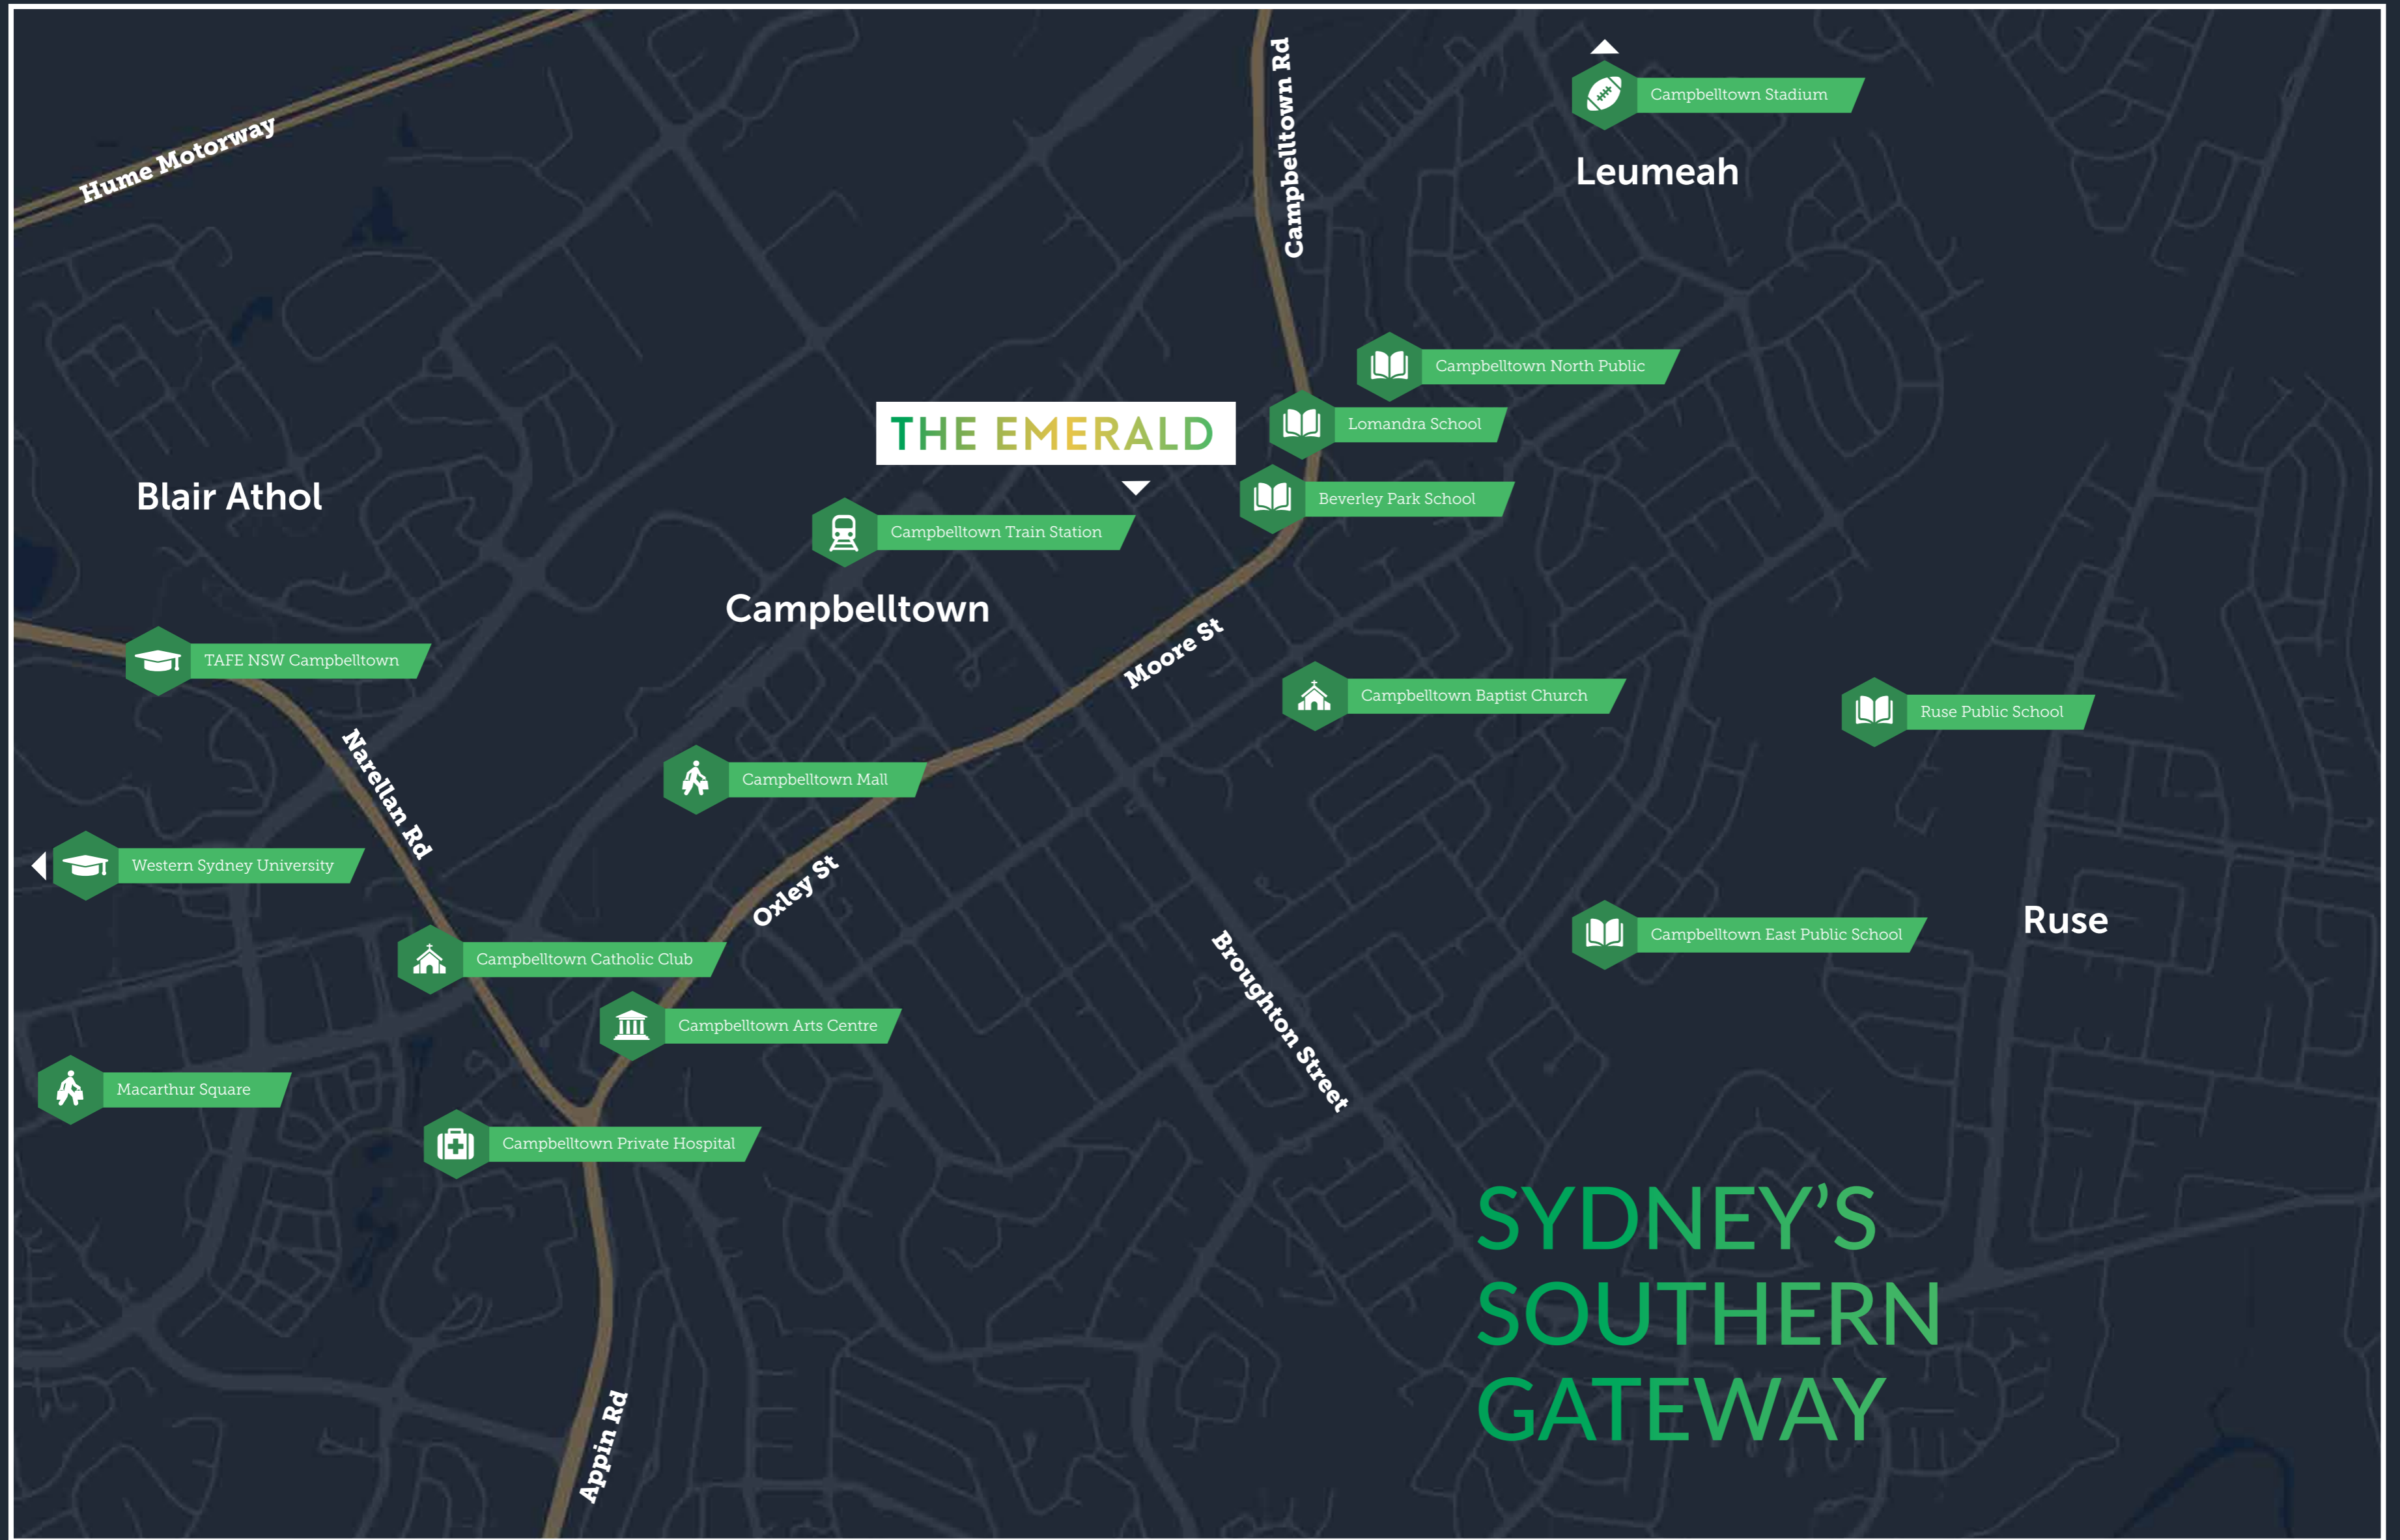 Hume Motorway
Campbelltown Rd
Campbelltown Stadium
Leumeah
Campbelltown North Public
THE EMERALD
Lomandra School
Beverley Park School
Blair Athol
Campbelltown Train Station
Campbelltown
Moore St
TAFE NSW Campbelltown
Campbelltown Baptist Church
Ruse Public School
Narellan Rd
Campbelltown Mall
Western Sydney University
Oxley St
Campbelltown East Public School
Ruse
Campbelltown Catholic Club
Broughton Street
Campbelltown Arts Centre
Macarthur Square
Campbelltown Private Hospital
SYDNEY’S
SOUTHERN
GATEWAY
Appin Rd